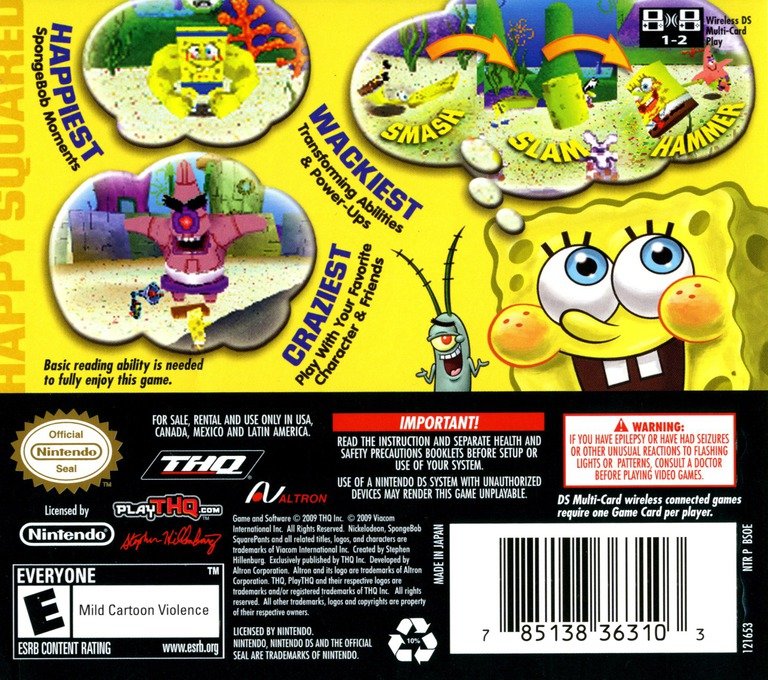 HAPPY SQUARED
HAPPIEST
SpongeBob Moments
WACKIEST
Transforming Abilities
& Power-Ups
CRAZIEST
Play With Your Favorite
Character & Friends
SMASH
SLAM
HAMMER
1-2
Wireless DS
Multi-Card
Play
Basic reading ability is needed
to fully enjoy this game.
Official
Nintendo
Seal
TM
Licensed by
Nintendo®
FOR SALE, RENTAL AND USE ONLY IN USA,
CANADA, MEXICO AND LATIN AMERICA.
THQ®
ALTRON
PLAYTHQ.COM
Stephen Hillenburg
Game and Software © 2009 THQ Inc. © 2009 Viacom
International Inc. All Rights Reserved. Nickelodeon, SpongeBob
SquarePants and all related titles, logos, and characters are
trademarks of Viacom International Inc. Created by Stephen
Hillenburg. Exclusively published by THQ Inc. Developed by
Altron Corporation. Altron and its logo are trademarks of Altron
Corporation. THQ, PlayTHQ and their respective logos are
trademarks and/or registered trademarks of THQ Inc. All rights
reserved. All other trademarks, logos and copyrights are property
of their respective owners.
LICENSED BY NINTENDO.
NINTENDO, NINTENDO DS AND THE OFFICIAL
SEAL ARE TRADEMARKS OF NINTENDO.
EVERYONE
TM
E
Mild Cartoon Violence
ESRB CONTENT RATING www.esrb.org
IMPORTANT!
READ THE INSTRUCTION AND SEPARATE HEALTH AND
SAFETY PRECAUTIONS BOOKLETS BEFORE SETUP OR
USE OF YOUR SYSTEM.
USE OF A NINTENDO DS SYSTEM WITH UNAUTHORIZED
DEVICES MAY RENDER THIS GAME UNPLAYABLE.
WARNING:
IF YOU HAVE EPILEPSY OR HAVE HAD SEIZURES
OR OTHER UNUSUAL REACTIONS TO FLASHING
LIGHTS OR PATTERNS, CONSULT A DOCTOR
BEFORE PLAYING VIDEO GAMES.
DS Multi-Card wireless connected games
require one Game Card per player.
MADE IN JAPAN
10%
7 85138 36310 3
NTR P BSOE
121653